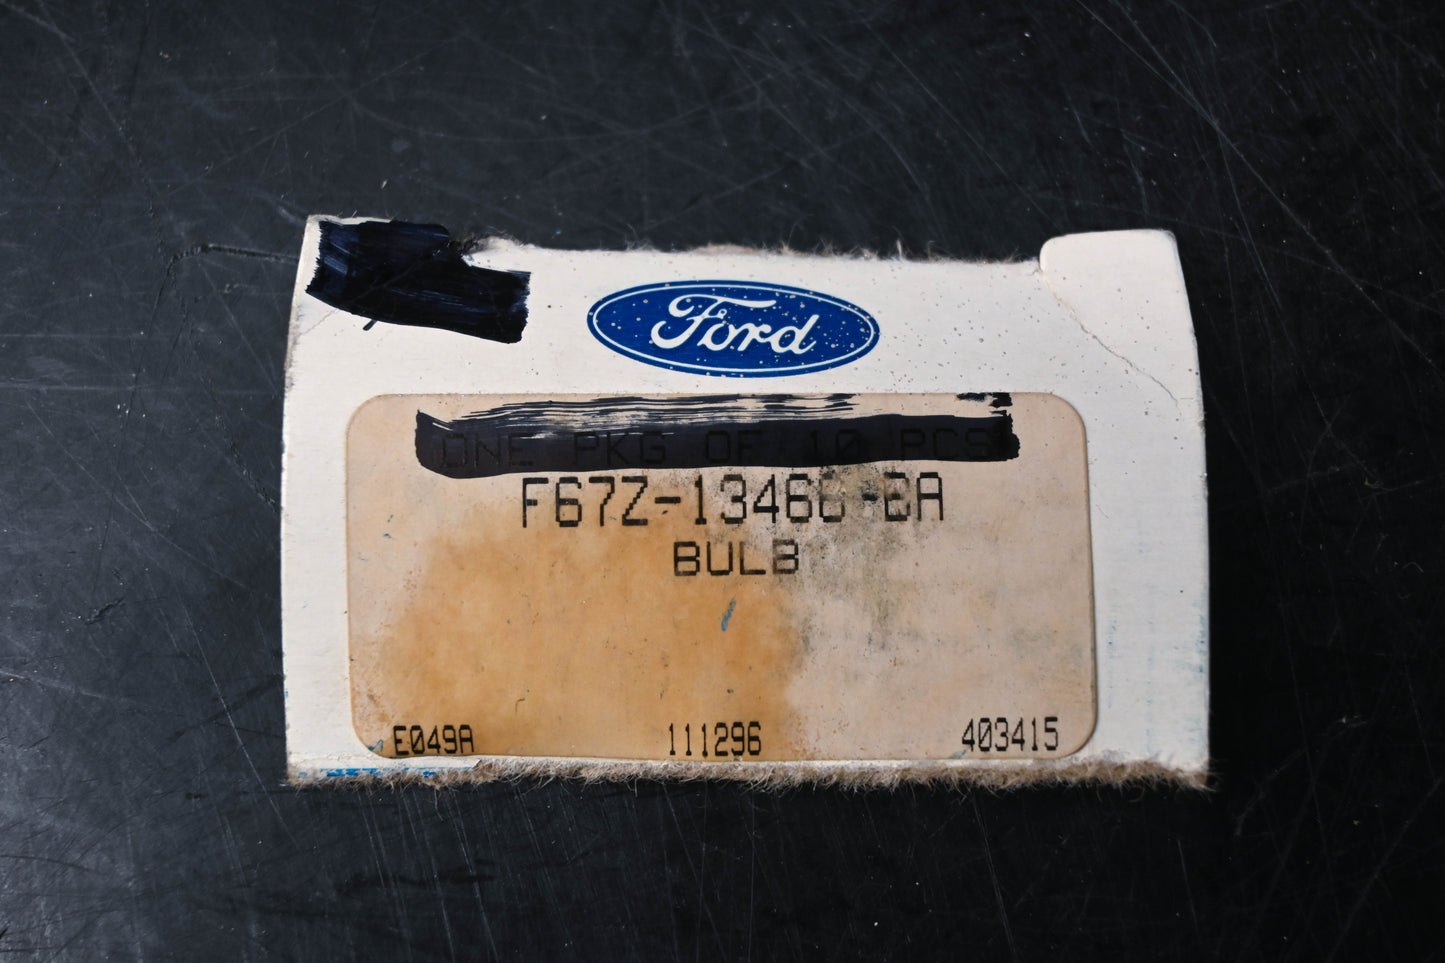 Ford
ONE PKG OF 10 PCS
F67Z-13466-BA
BULB
E049A 111296 403415